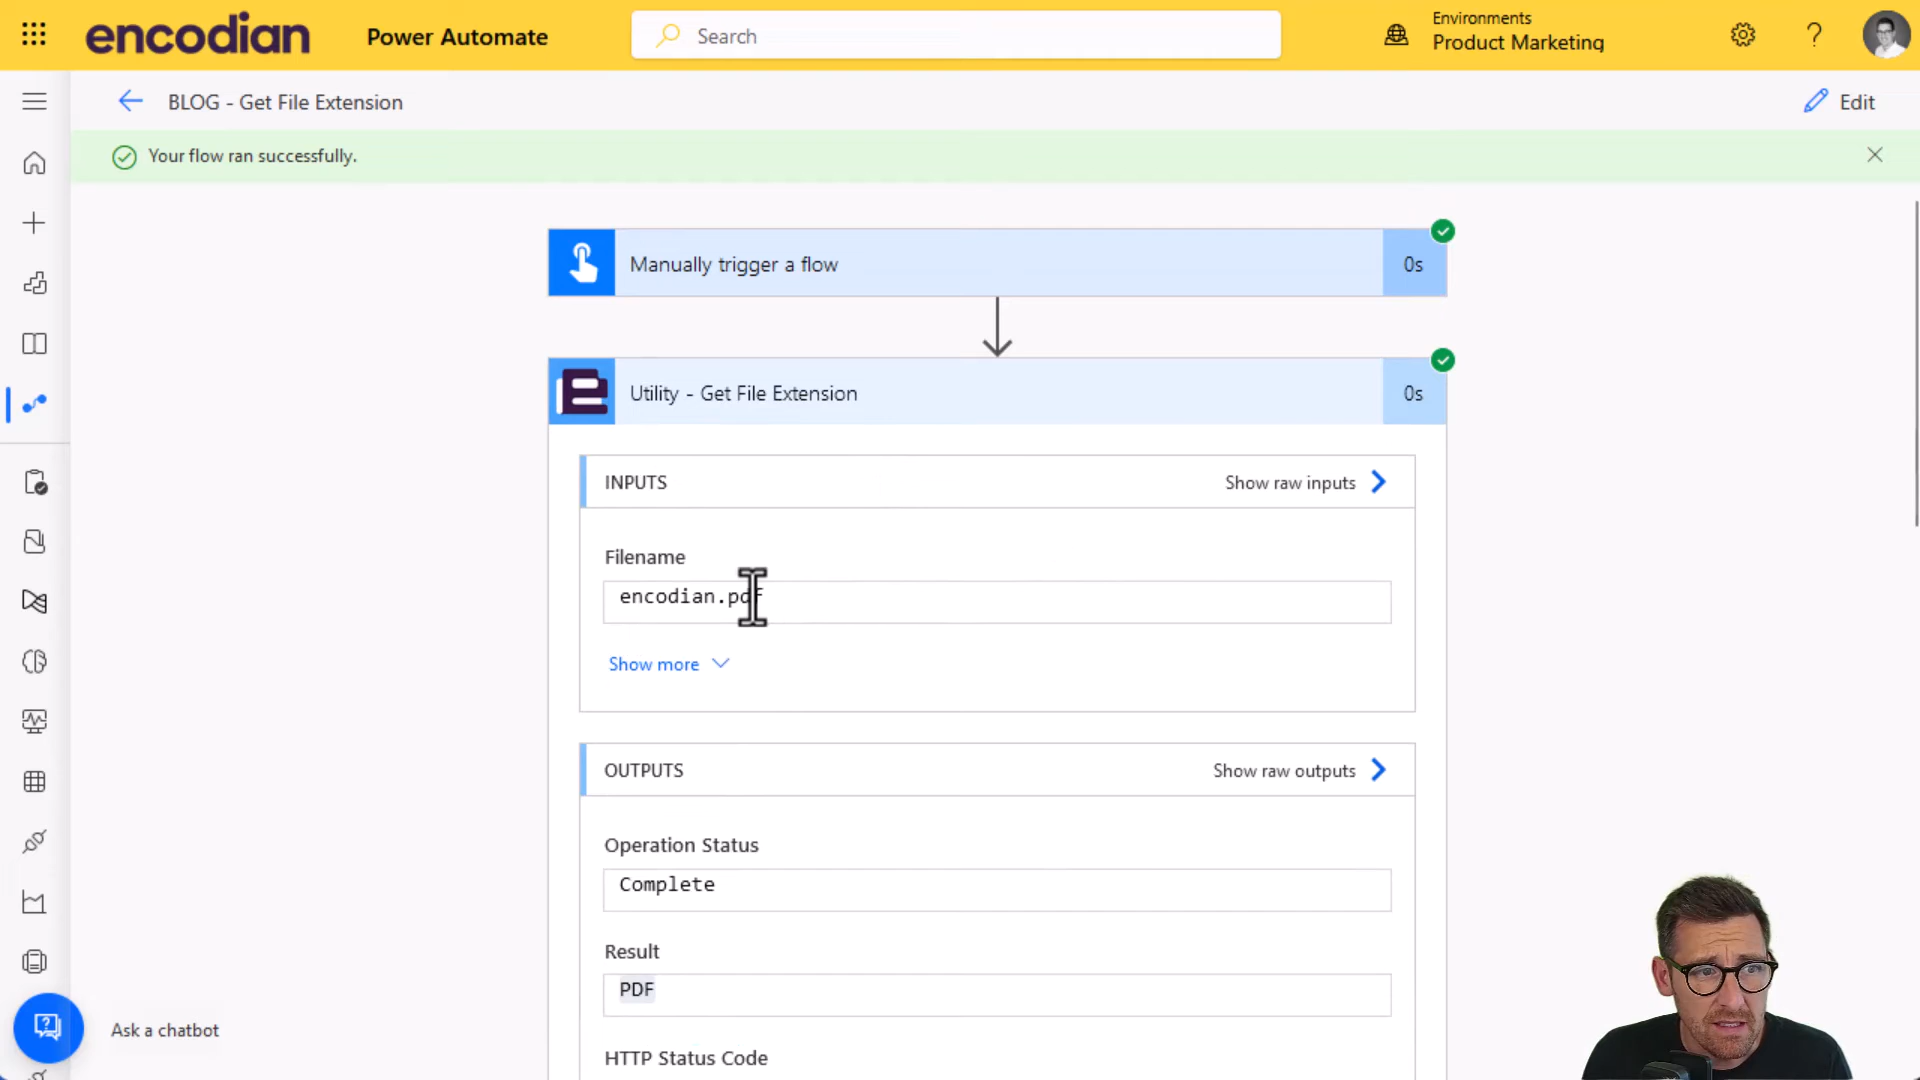 encodian
Power Automate
Search
Environments
Product Marketing
BLOG - Get File Extension
Edit
Your flow ran successfully.
Manually trigger a flow
0s
Utility - Get File Extension
0s
INPUTS
Show raw inputs
Filename
encodian.pdf
Show more
OUTPUTS
Show raw outputs
Operation Status
Complete
Result
PDF
HTTP Status Code
Ask a chatbot